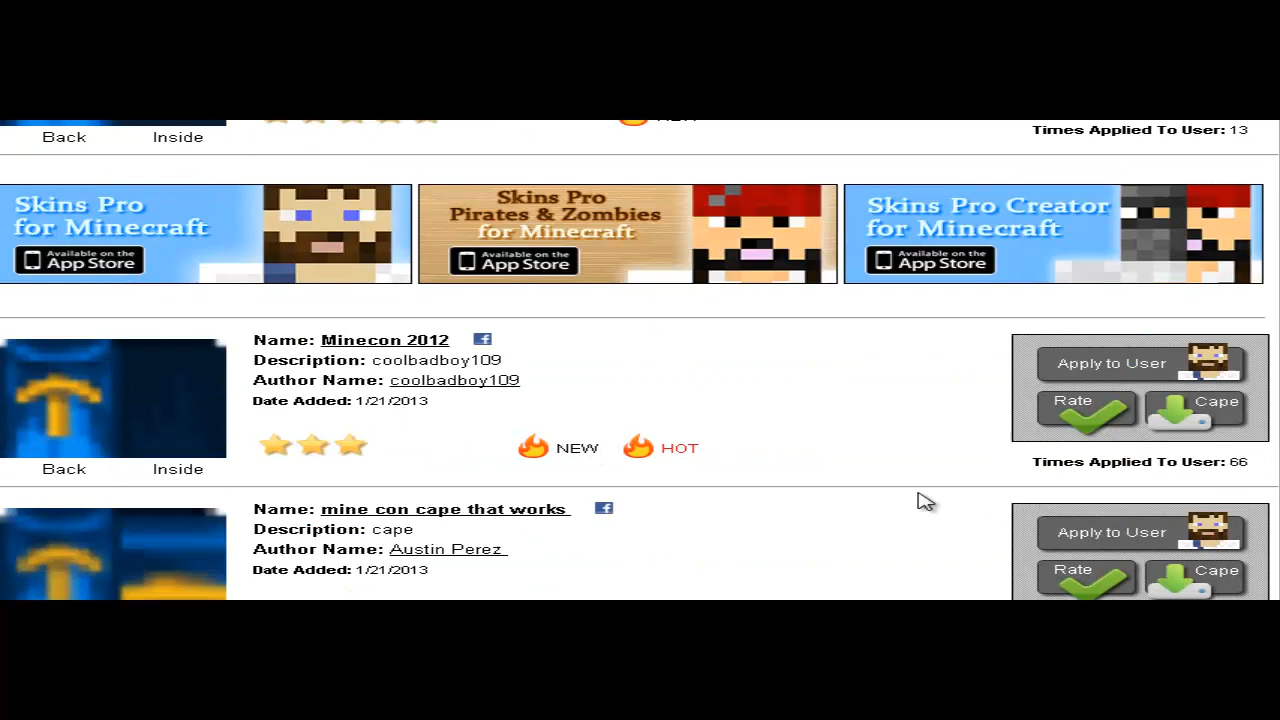 Back Inside
Times Applied To User: 13
Skins Pro
for Minecraft
Available on the
App Store
Skins Pro
Pirates & Zombies
for Minecraft
Available on the
App Store
Skins Pro Creator
for Minecraft
Available on the
App Store
Name: Minecon 2012
Description: coolbadboy109
Author Name: coolbadboy109
Date Added: 1/21/2013
NEW HOT
Back Inside
Apply to User
Rate Cape
Times Applied To User: 66
Name: mine con cape that works
Description: cape
Author Name: Austin Perez
Date Added: 1/21/2013
Apply to User
Rate Cape